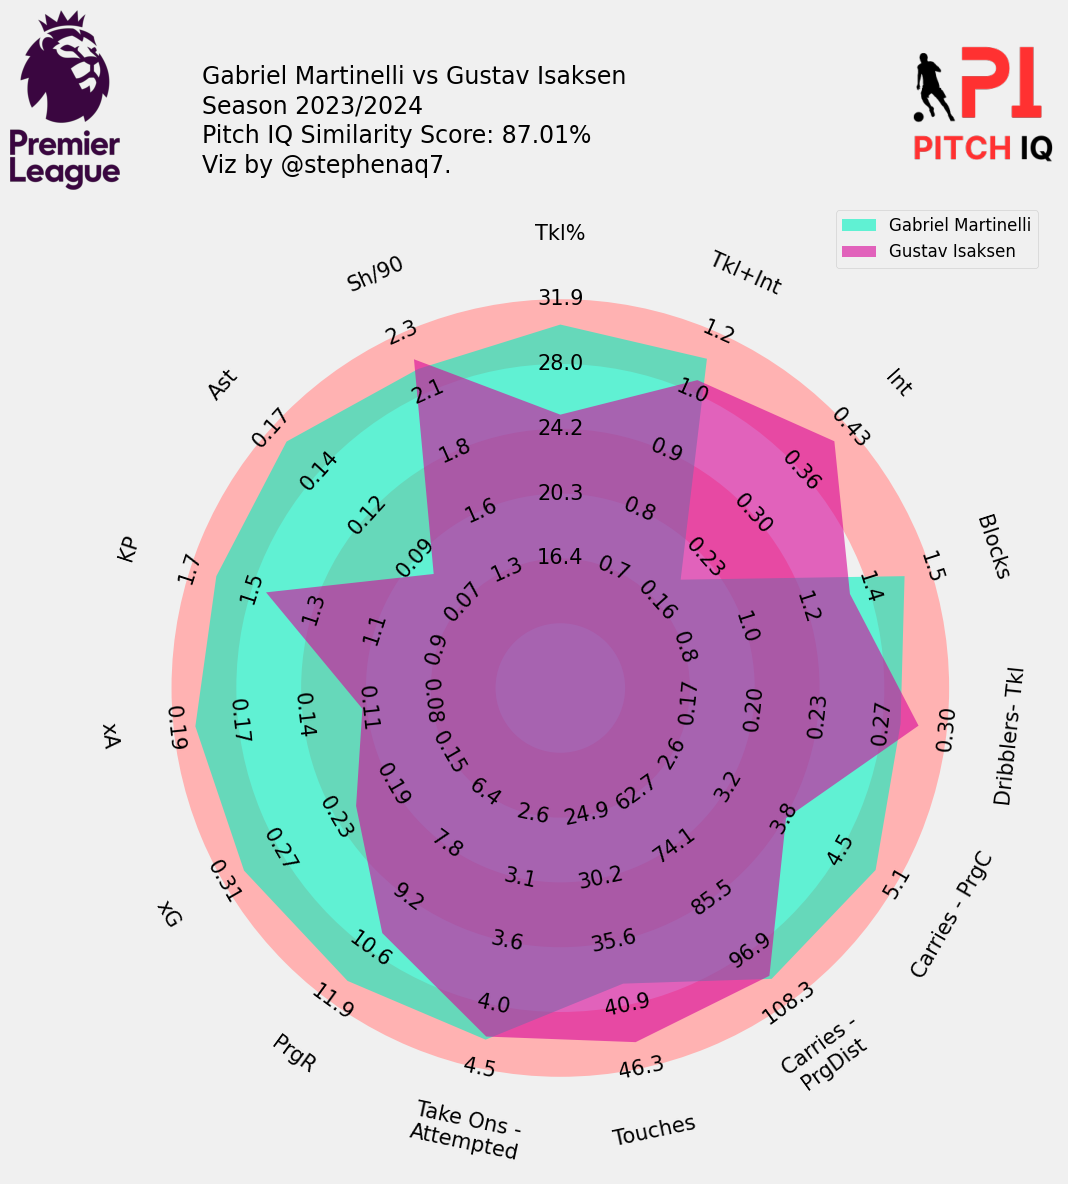 Gabriel Martinelli vs Gustav Isaksen
Season 2023/2024
Pitch IQ Similarity Score: 87.01%
Viz by @stephenaq7.
Premier
League
PI
PITCH IQ
Gabriel Martinelli
Gustav Isaksen
Tkl%
31.9
28.0
24.2
20.3
16.4
Tkl+Int
1.2
1.0
0.9
0.8
0.7
Int
0.43
0.36
0.30
0.23
0.16
Blocks
1.5
1.4
1.2
1.0
0.8
Dribblers- Tkl
0.30
0.27
0.23
0.20
0.17
Carries - PrgC
5.1
4.5
3.8
3.2
2.6
Carries -
PrgDist
108.3
96.9
85.5
74.1
62.7
Touches
46.3
40.9
35.6
30.2
24.9
Take Ons -
Attempted
4.5
4.0
3.6
3.1
2.6
PrgR
11.9
10.6
9.2
7.8
6.4
xG
0.31
0.27
0.23
0.19
0.15
xA
0.19
0.17
0.14
0.11
0.08
KP
1.7
1.5
1.3
1.1
0.9
Ast
0.17
0.14
0.12
0.09
0.07
Sh/90
2.3
2.1
1.8
1.6
1.3